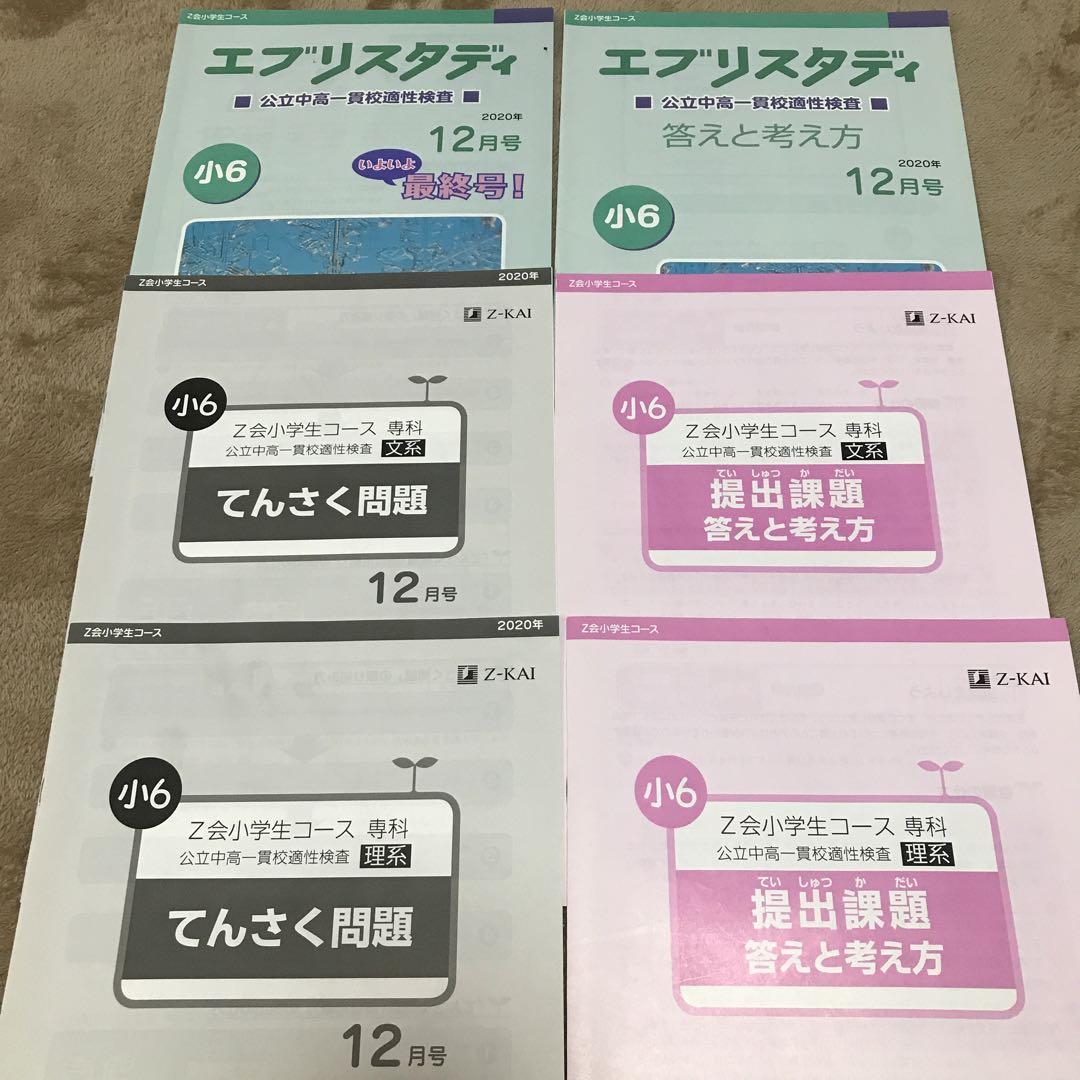 Z会小学生コース
エブリスタディ
■ 公立中高一貫校適性検査 ■
2020年
12月号
小6
いよいよ
最終号!
Z会小学生コース
エブリスタディ
■ 公立中高一貫校適性検査 ■
答えと考え方
2020年
12月号
小6
Z会小学生コース
2020年
Z-KAI
小6
Z会小学生コース 専科
公立中高一貫校適性検査 文系
てんさく問題
12月号
Z会小学生コース
Z-KAI
小6
Z会小学生コース 専科
公立中高一貫校適性検査 文系
てい しゅつ か だい
提出課題
答えと考え方
Z会小学生コース
2020年
Z-KAI
小6
Z会小学生コース 専科
公立中高一貫校適性検査 理系
てんさく問題
12月号
Z会小学生コース
Z-KAI
小6
Z会小学生コース 専科
公立中高一貫校適性検査 理系
てい しゅつ か だい
提出課題
答えと考え方